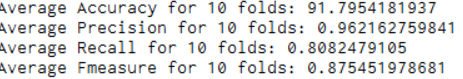 Average Accuracy for 10 folds: 91.7954181937
Average Precision for 10 folds: 0.962162759841
Average Recall for 10 folds: 0.8082479105
Average Fmeasure for 10 folds: 0.875451978681